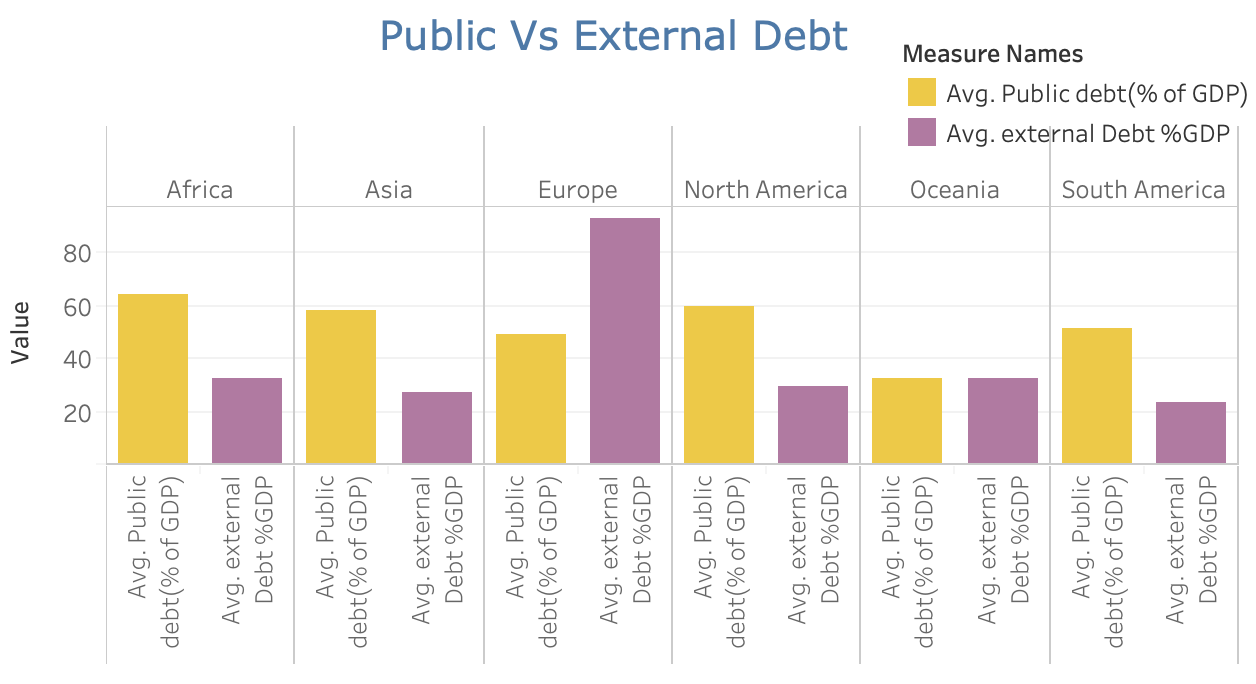 Public Vs External Debt
Measure Names
Avg. Public debt(% of GDP)
Avg. external Debt %GDP
Africa
Asia
Europe
North America
Oceania
South America
Value
80
60
40
20
Avg. Public
debt(% of GDP)
Avg. external
Debt %GDP
Avg. Public
debt(% of GDP)
Avg. external
Debt %GDP
Avg. Public
debt(% of GDP)
Avg. external
Debt %GDP
Avg. Public
debt(% of GDP)
Avg. external
Debt %GDP
Avg. Public
debt(% of GDP)
Avg. external
Debt %GDP
Avg. Public
debt(% of GDP)
Avg. external
Debt %GDP